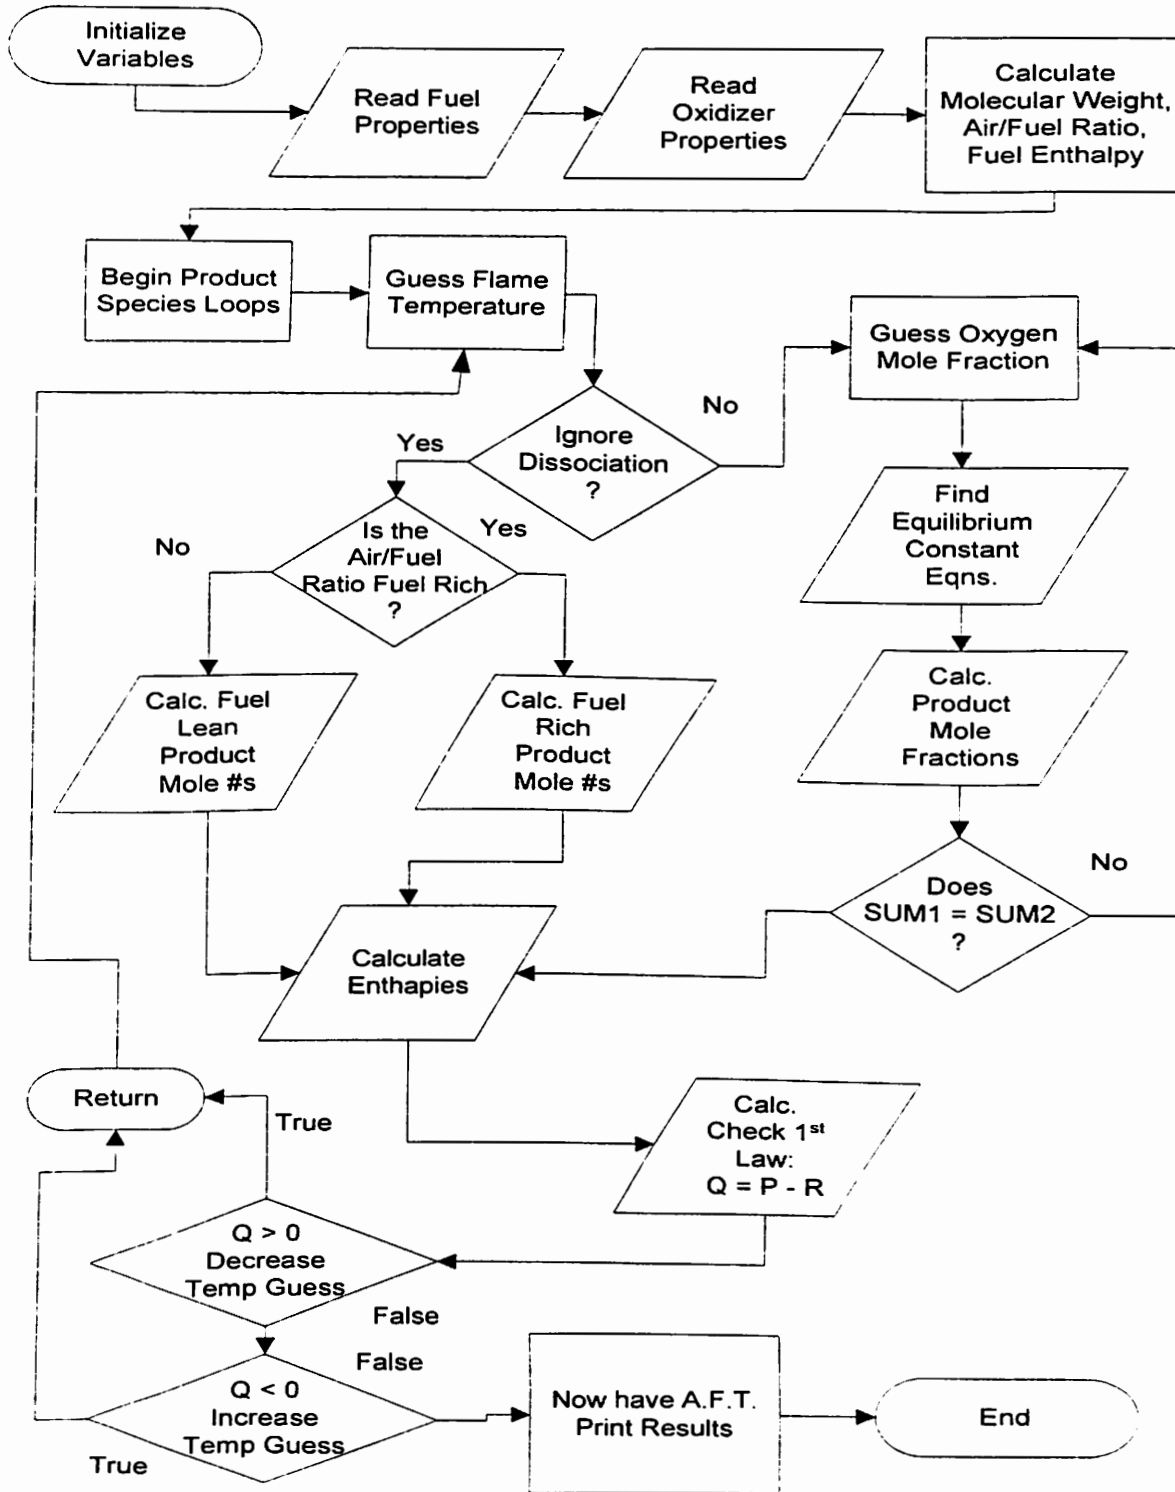 Initialize
Variables
Read Fuel
Properties
Read
Oxidizer
Properties
Calculate
Molecular Weight,
Air/Fuel Ratio,
Fuel Enthalpy
Begin Product
Species Loops
Guess Flame
Temperature
Guess Oxygen
Mole Fraction
No
Yes
Ignore
Dissociation
?
Find
Equilibrium
Constant
Eqns.
No
Is the
Air/Fuel
Ratio Fuel Rich
?
Yes
Calc. Fuel
Lean
Product
Mole #s
Calc. Fuel
Rich
Product
Mole #s
Calc.
Product
Mole
Fractions
Does
SUM1 = SUM2
?
No
Calculate
Enthapies
Return
True
Calc.
Check 1st
Law:
Q = P - R
Q > 0
Decrease
Temp Guess
False
False
Q < 0
Increase
Temp Guess
True
Now have A.F.T.
Print Results
End